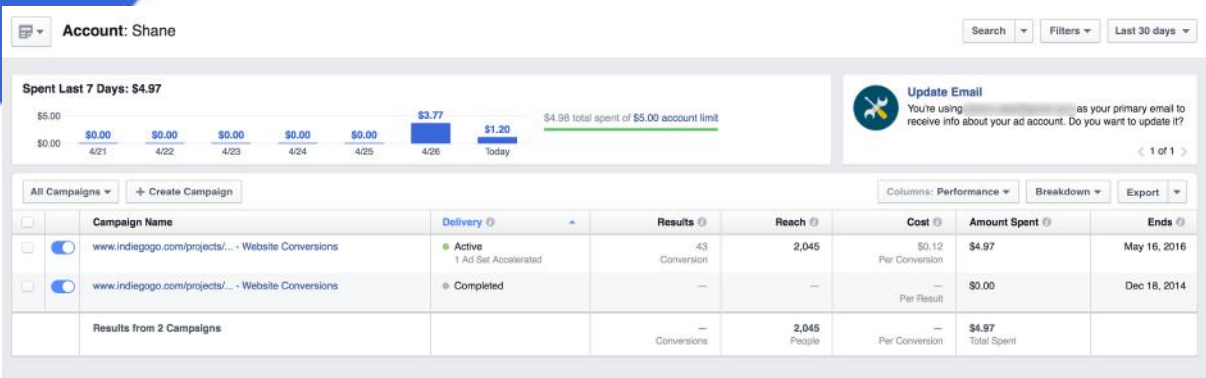 Account: Shane
Search
Filters
Last 30 days
Spent Last 7 Days: $4.97
$5.00
$0.00
$0.00 $0.00 $0.00 $0.00 $0.00 $3.77 $1.20
4/21 4/22 4/23 4/24 4/25 4/26 Today
$4.98 total spent of $5.00 account limit
Update Email
You're using as your primary email to
receive info about your ad account. Do you want to update it?
< 1 of 1 >
All Campaigns
+ Create Campaign
Columns: Performance
Breakdown
Export
Campaign Name Delivery Results Reach Cost Amount Spent Ends
www.indiegogo.com/projects/... - Website Conversions Active 43 2,045 $0.12 $4.97 May 16, 2016
1 Ad Set Accelerated Conversion Per Conversion
www.indiegogo.com/projects/... - Website Conversions Completed — — — $0.00 Dec 18, 2014
Per Result
Results from 2 Campaigns — 2,045 — $4.97
Conversions People Per Conversion Total Spent